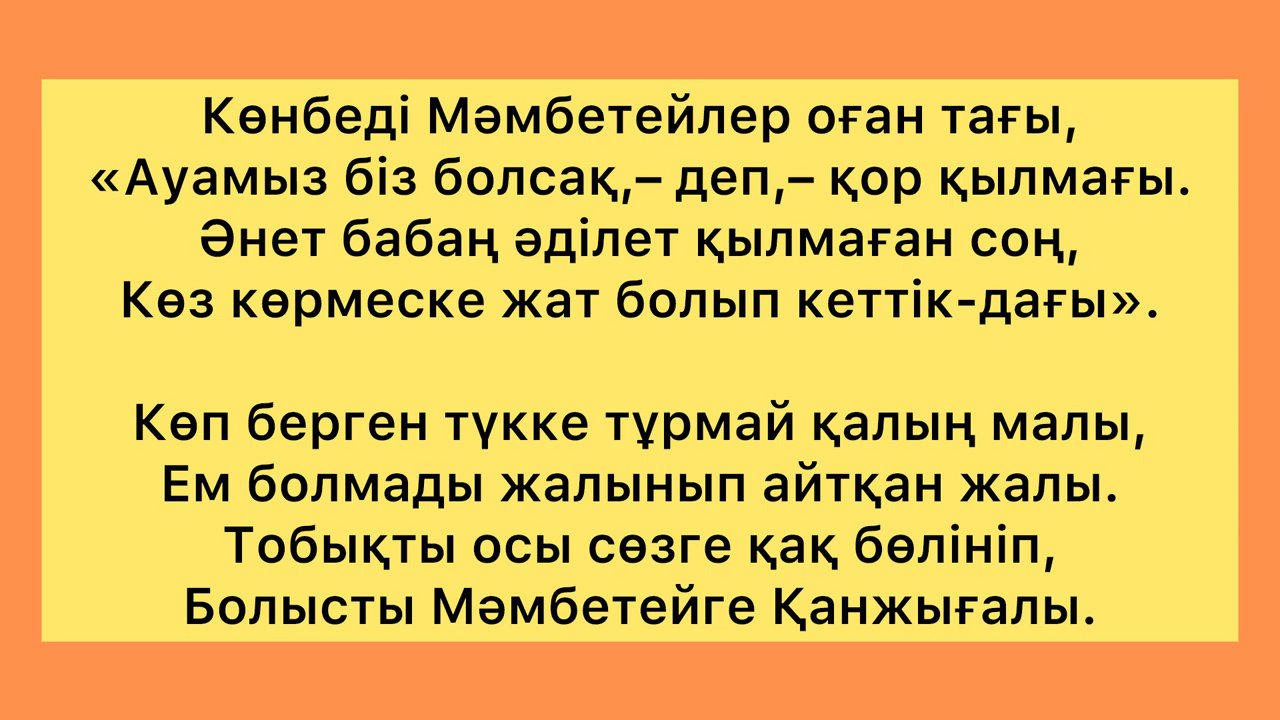 Көнбеді Мәмбетейлер оған тағы,
«Ауамыз біз болсақ,– деп,– қор қылмағы.
Әнет бабаң әділет қылмаған соң,
Көз көрмеске жат болып кеттік-дағы».
Көп берген түкке тұрмай қалың малы,
Ем болмады жалынып айтқан жалы.
Тобықты осы сөзге қақ бөлініп,
Болысты Мәмбетейге Қанжығалы.